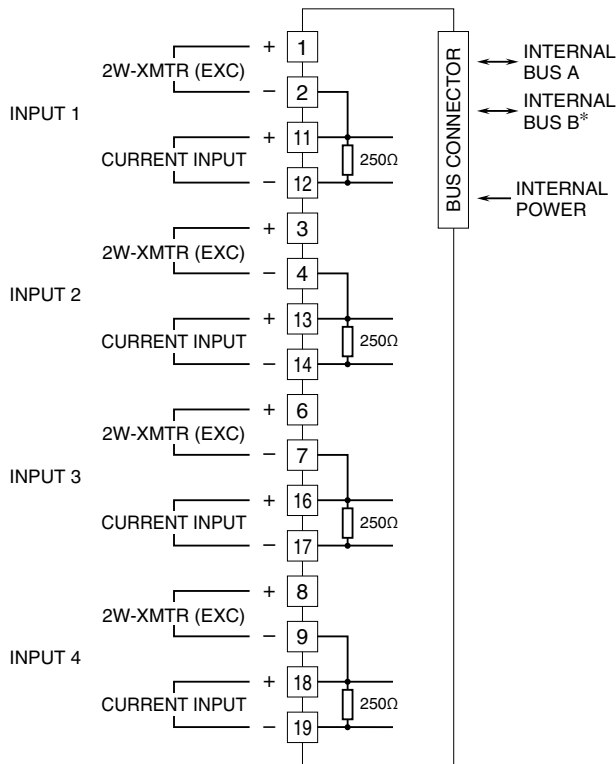 INPUT 1
2W-XMTR (EXC)
+ 1
− 2
CURRENT INPUT
+ 11
− 12
250Ω
INPUT 2
2W-XMTR (EXC)
+ 3
− 4
CURRENT INPUT
+ 13
− 14
250Ω
INPUT 3
2W-XMTR (EXC)
+ 6
− 7
CURRENT INPUT
+ 16
− 17
250Ω
INPUT 4
2W-XMTR (EXC)
+ 8
− 9
CURRENT INPUT
+ 18
− 19
250Ω
BUS CONNECTOR
INTERNAL
BUS A
INTERNAL
BUS B*
INTERNAL
POWER